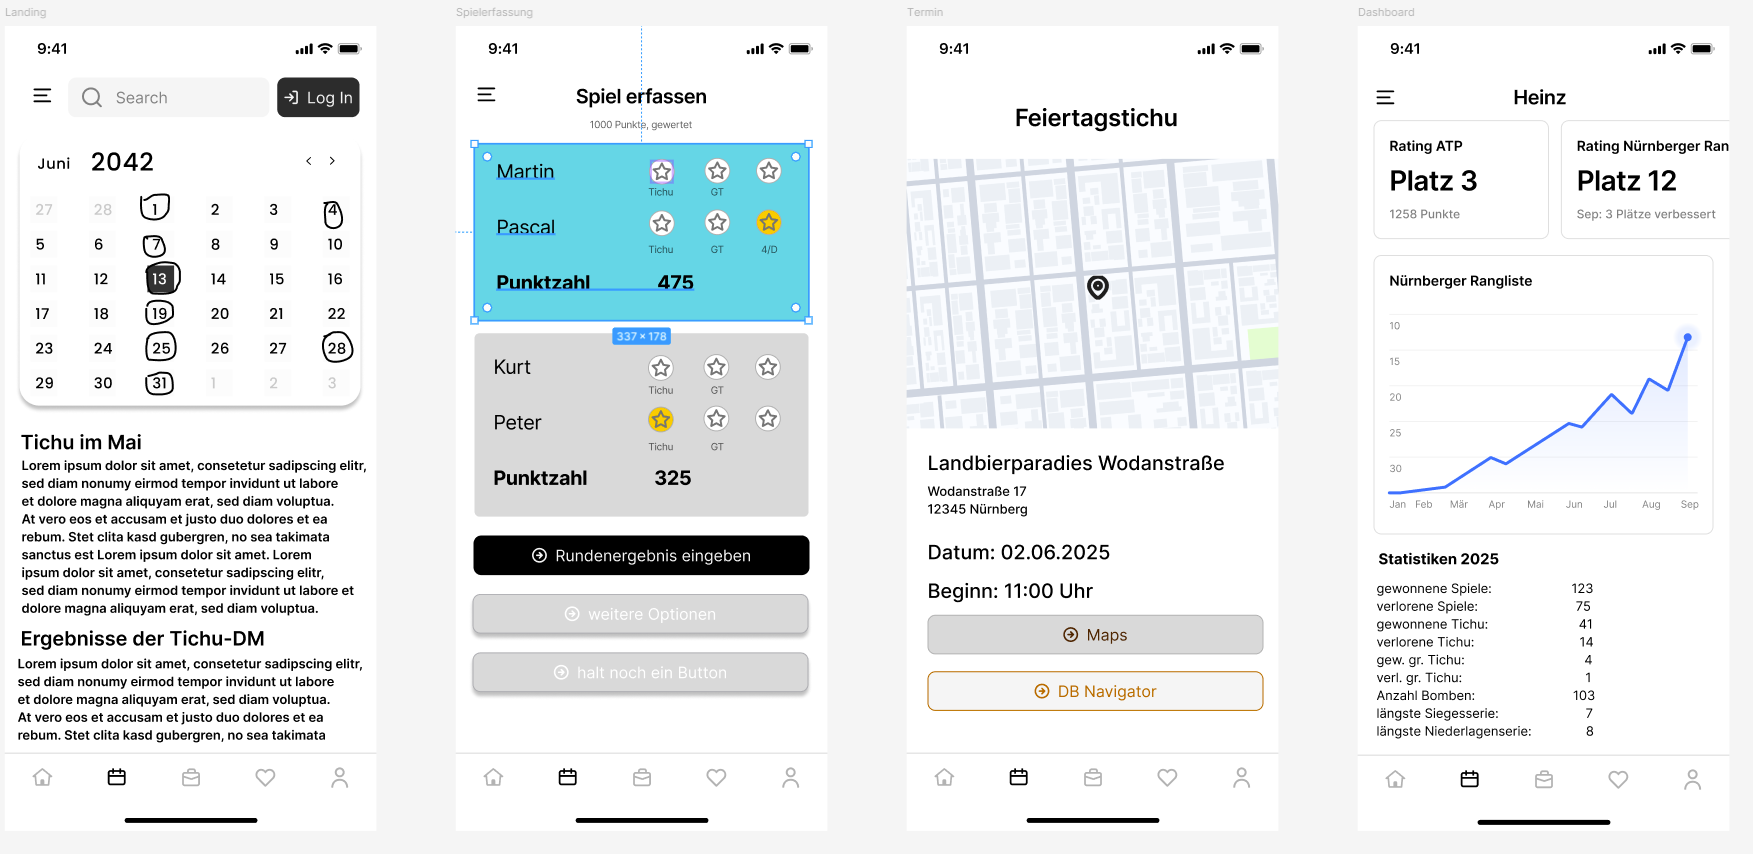 Landing
9:41
Search
Log In
Juni 2042
27 28 1 2 3 4
5 6 7 8 9 10
11 12 13 14 15 16
17 18 19 20 21 22
23 24 25 26 27 28
29 30 31 1 2 3
Tichu im Mai
Lorem ipsum dolor sit amet, consetetur sadipscing elitr,
sed diam nonumy eirmod tempor invidunt ut labore
et dolore magna aliquyam erat, sed diam voluptua.
At vero eos et accusam et justo duo dolores et ea
rebum. Stet clita kasd gubergren, no sea takimata
sanctus est Lorem ipsum dolor sit amet. Lorem
ipsum dolor sit amet, consetetur sadipscing elitr,
sed diam nonumy eirmod tempor invidunt ut labore et
dolore magna aliquyam erat, sed diam voluptua.
Ergebnisse der Tichu-DM
Lorem ipsum dolor sit amet, consetetur sadipscing elitr,
sed diam nonumy eirmod tempor invidunt ut labore
et dolore magna aliquyam erat, sed diam voluptua.
At vero eos et accusam et justo duo dolores et ea
rebum. Stet clita kasd gubergren, no sea takimata
Spielerfassung
9:41
Spiel erfassen
1000 Punkte, gewertet
Martin
Tichu GT
Pascal
Tichu GT 4/D
Punktzahl 475
337 × 178
Kurt
Tichu GT
Peter
Tichu GT
Punktzahl 325
Rundenergebnis eingeben
weitere Optionen
halt noch ein Button
Termin
9:41
Feiertagstichu
Landbierparadies Wodanstraße
Wodanstraße 17
12345 Nürnberg
Datum: 02.06.2025
Beginn: 11:00 Uhr
Maps
DB Navigator
Dashboard
9:41
Heinz
Rating ATP
Platz 3
1258 Punkte
Rating Nürnberger Ran
Platz 12
Sep: 3 Plätze verbessert
Nürnberger Rangliste
10
15
20
25
30
Jan Feb Mär Apr Mai Jun Jul Aug Sep
Statistiken 2025
gewonnene Spiele: 123
verlorene Spiele: 75
gewonnene Tichu: 41
verlorene Tichu: 14
gew. gr. Tichu: 4
verl. gr. Tichu: 1
Anzahl Bomben: 103
längste Siegesserie: 7
längste Niederlagenserie: 8